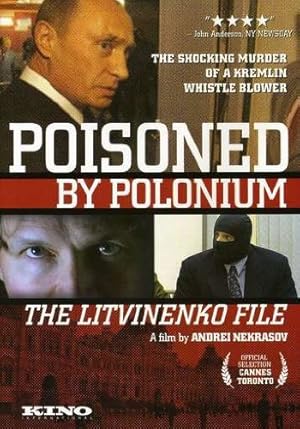 "★★★★"
— John Anderson, NY NEWSDAY
THE SHOCKING MURDER
OF A KREMLIN
WHISTLE BLOWER
POISONED
BY POLONIUM
THE LITVINENKO FILE
A film by ANDREI NEKRASOV
OFFICIAL
SELECTION
CANNES
TORONTO
KINO
INTERNATIONAL